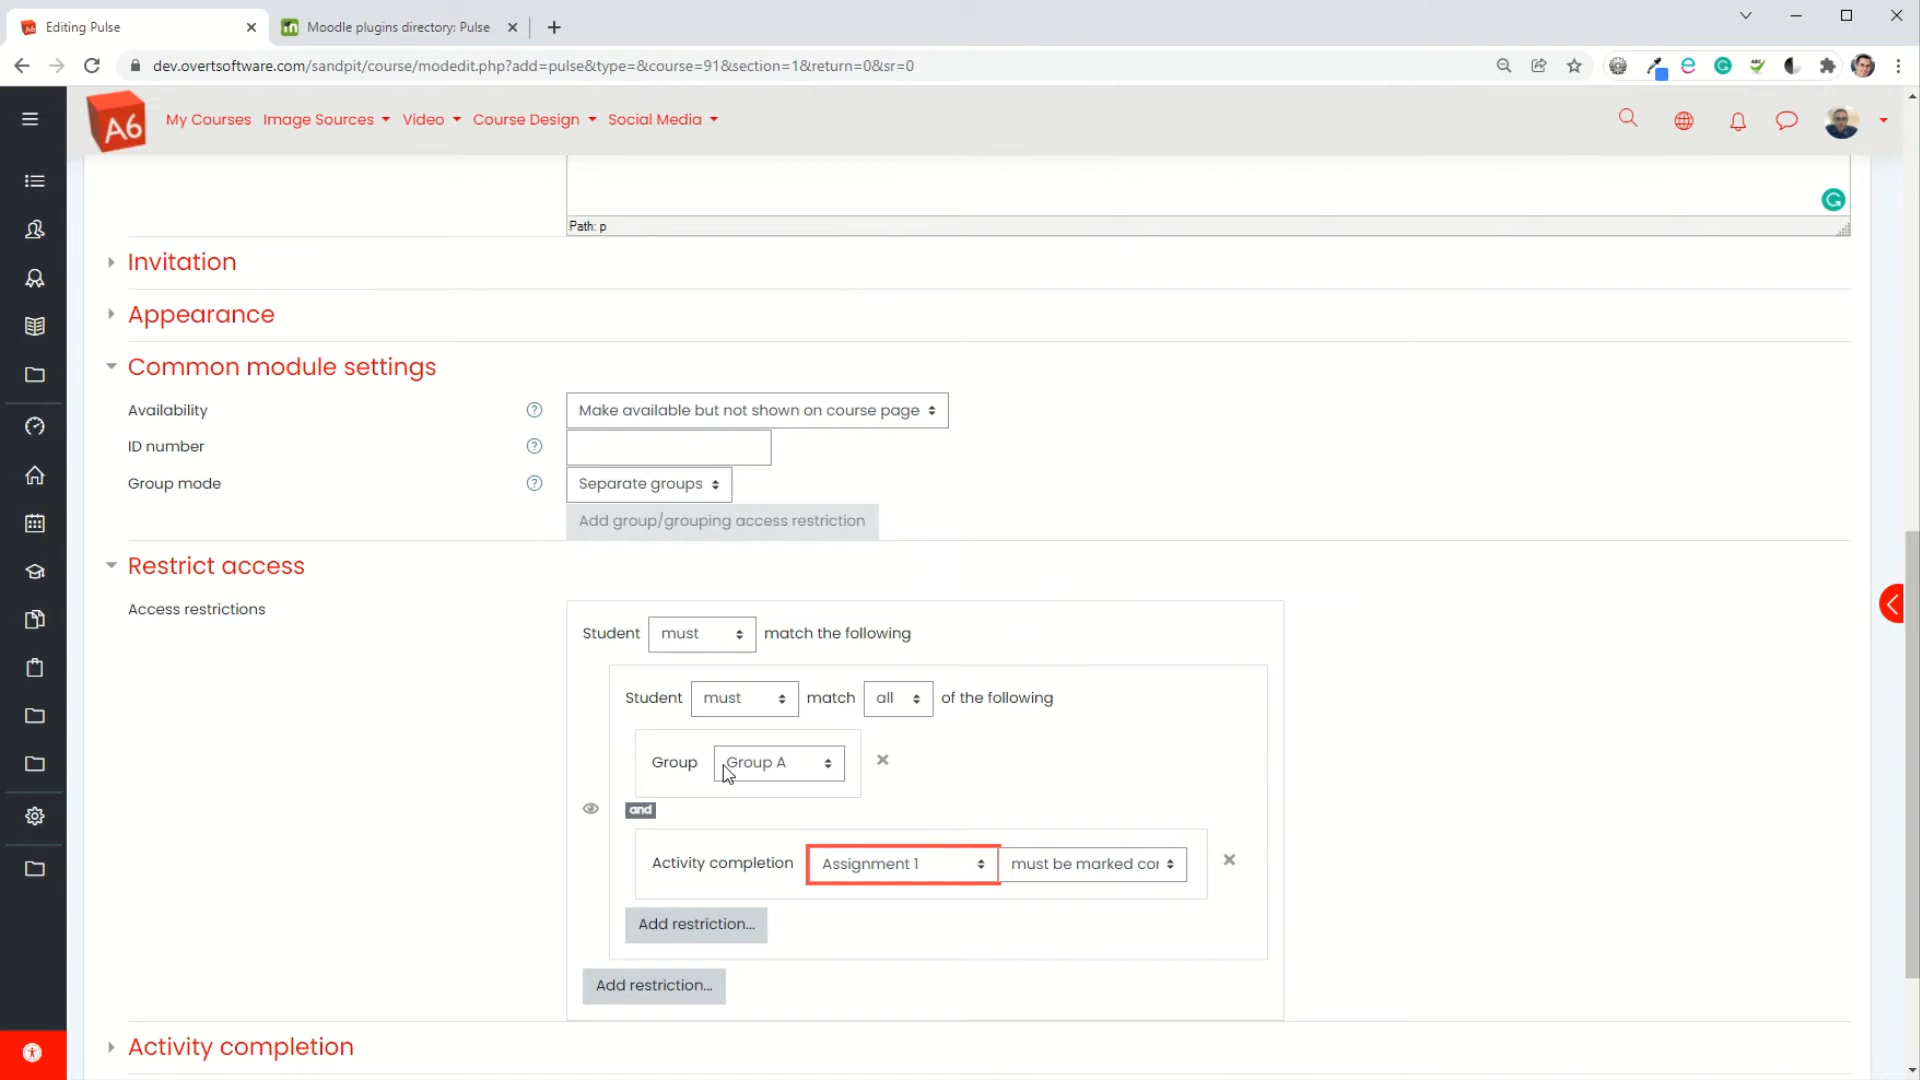 Editing Pulse
Moodle plugins directory: Pulse
dev.overtsoftware.com/sandpit/course/modedit.php?add=pulse&type=&course=91&section=1&return=0&sr=0
A6 My Courses Image Sources Video Course Design Social Media
Path: p
Invitation
Appearance
Common module settings
Availability ? Make available but not shown on course page
ID number ?
Group mode ? Separate groups
Add group/grouping access restriction
Restrict access
Access restrictions
Student must match the following
Student must match all of the following
Group Group A
and
Activity completion Assignment 1 must be marked cor
Add restriction...
Add restriction...
Activity completion